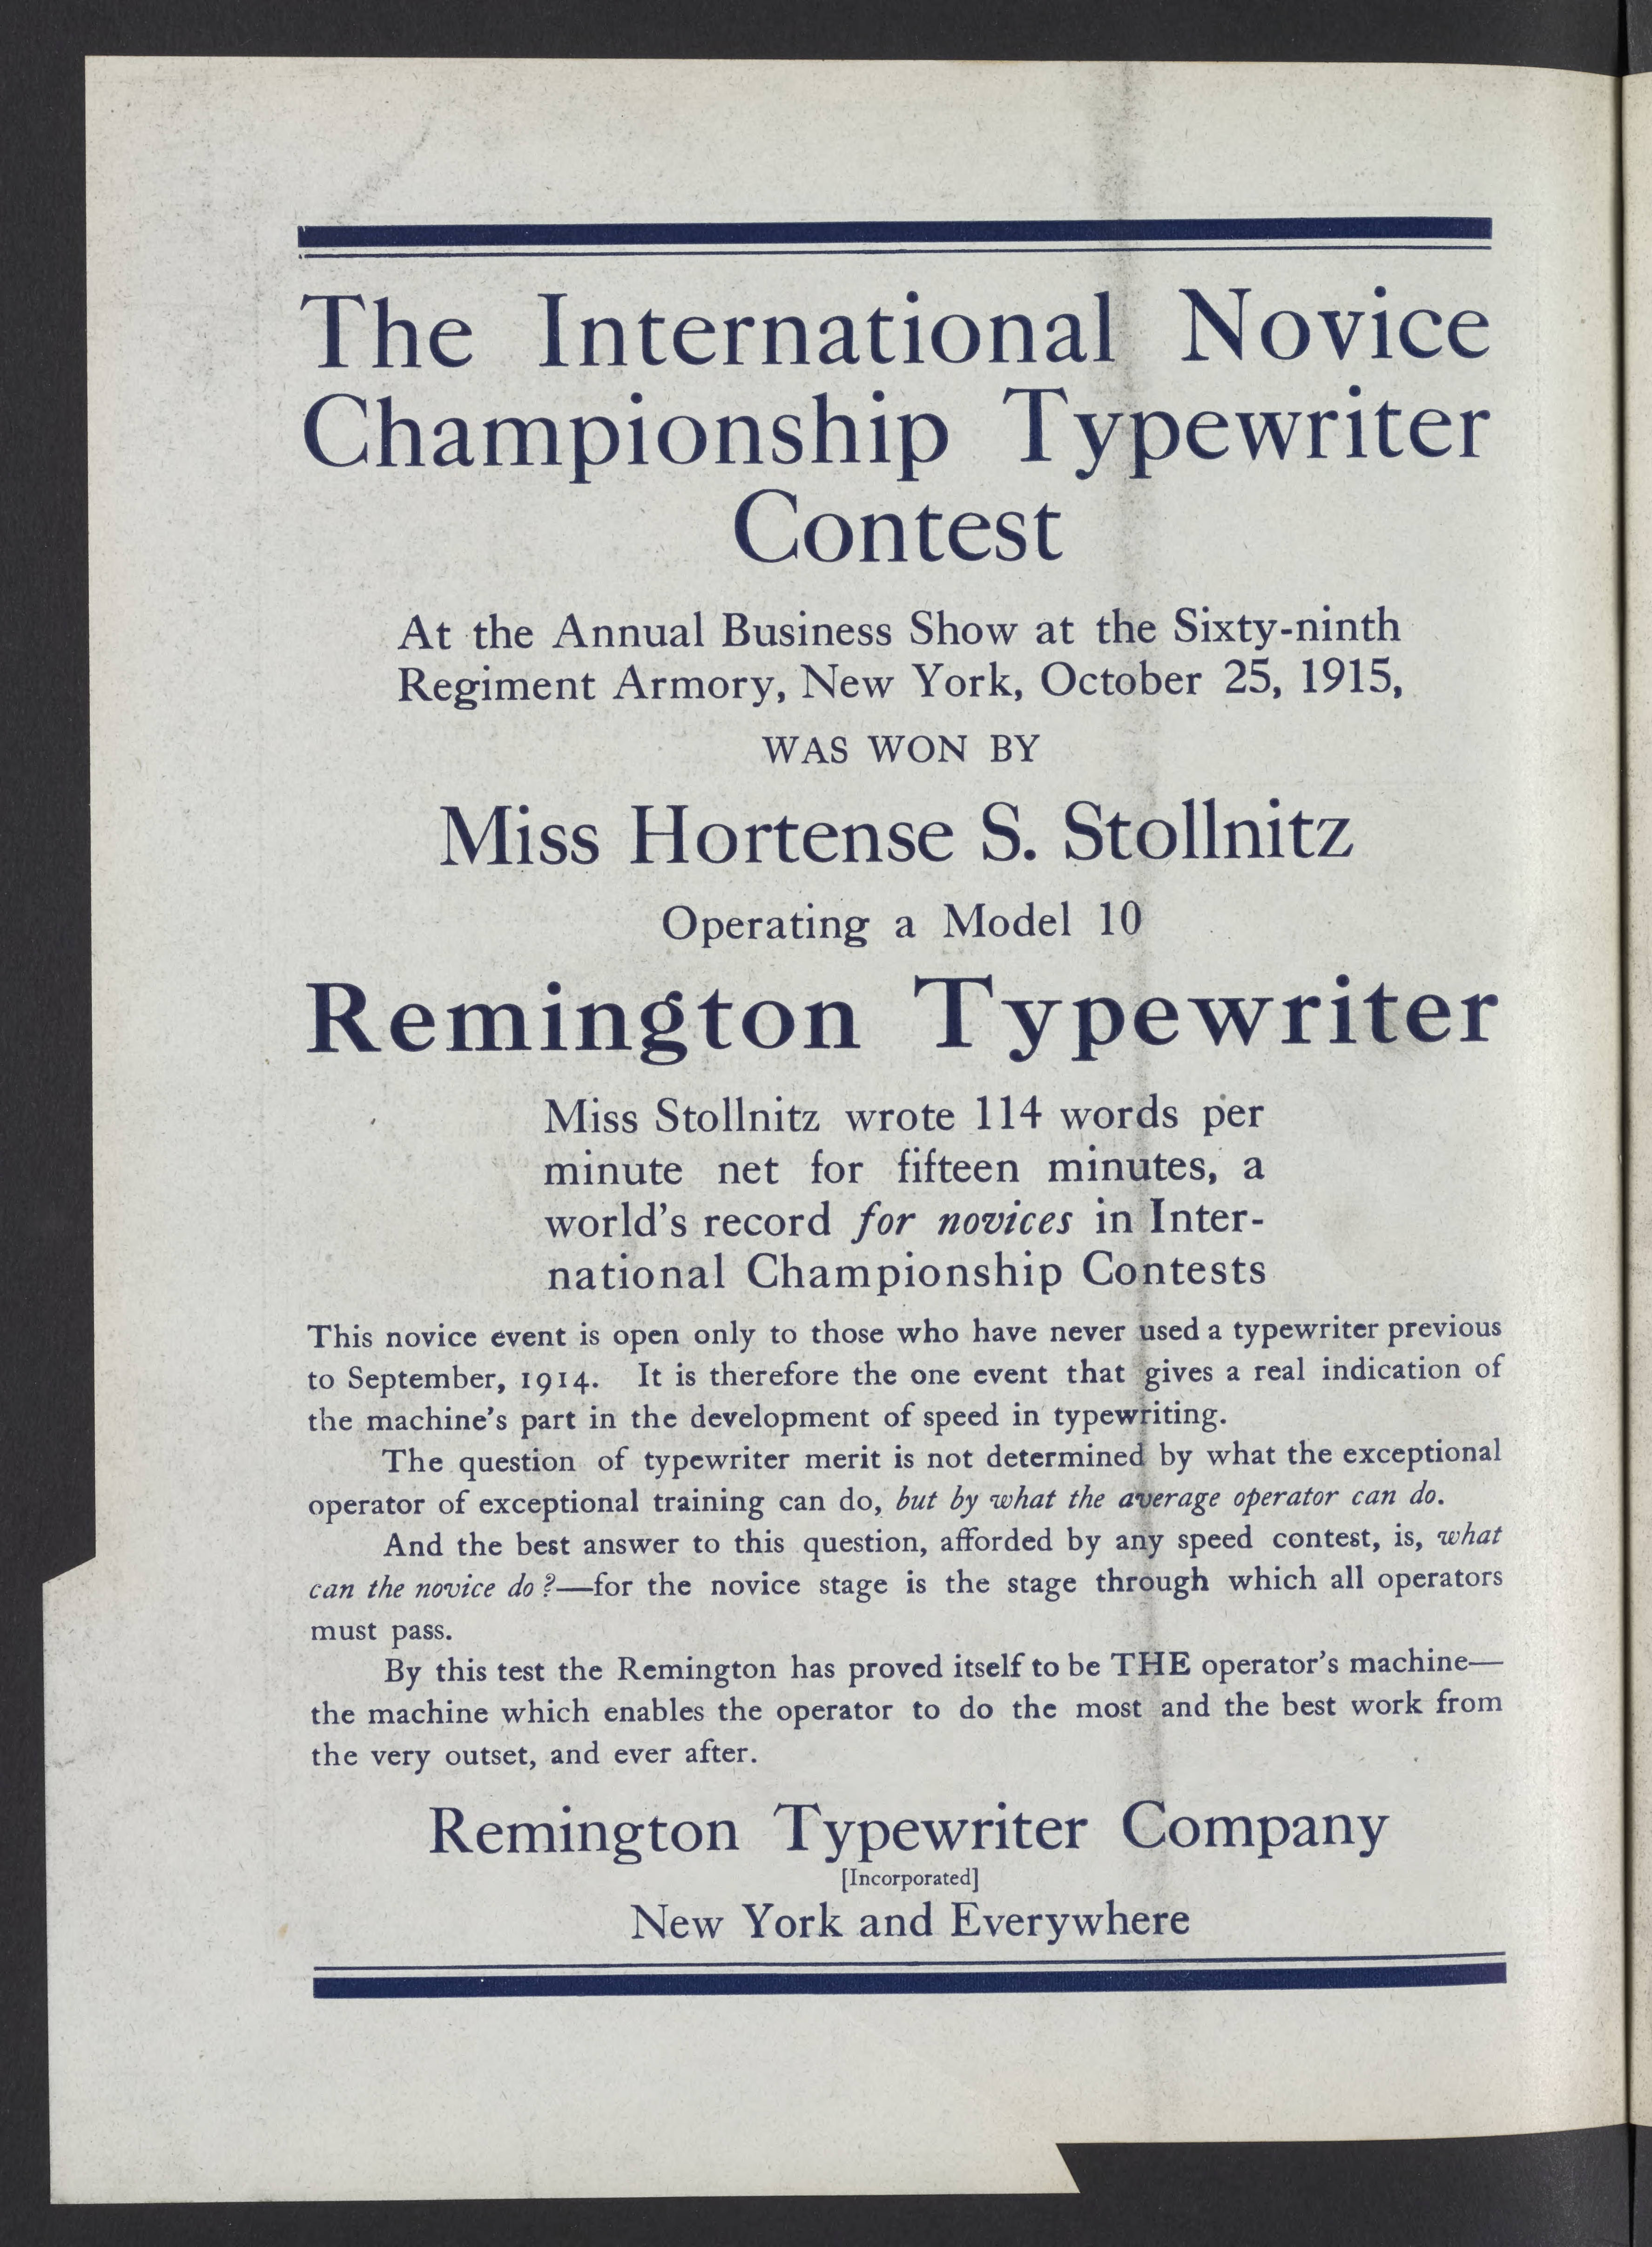 The International Novice
Championship Typewriter
Contest
At the Annual Business Show at the Sixty-ninth
Regiment Armory, New York, October 25, 1915,
WAS WON BY
Miss Hortense S. Stollnitz
Operating a Model 10
Remington Typewriter
Miss Stollnitz wrote 114 words per
minute net for fifteen minutes, a
world's record for novices in Inter-
national Championship Contests
This novice event is open only to those who have never used a typewriter previous
to September, 1914. It is therefore the one event that gives a real indication of
the machine's part in the development of speed in typewriting.
The question of typewriter merit is not determined by what the exceptional
operator of exceptional training can do, but by what the average operator can do.
And the best answer to this question, afforded by any speed contest, is, what
can the novice do?—for the novice stage is the stage through which all operators
must pass.
By this test the Remington has proved itself to be THE operator's machine—
the machine which enables the operator to do the most and the best work from
the very outset, and ever after.
Remington Typewriter Company
[Incorporated]
New York and Everywhere